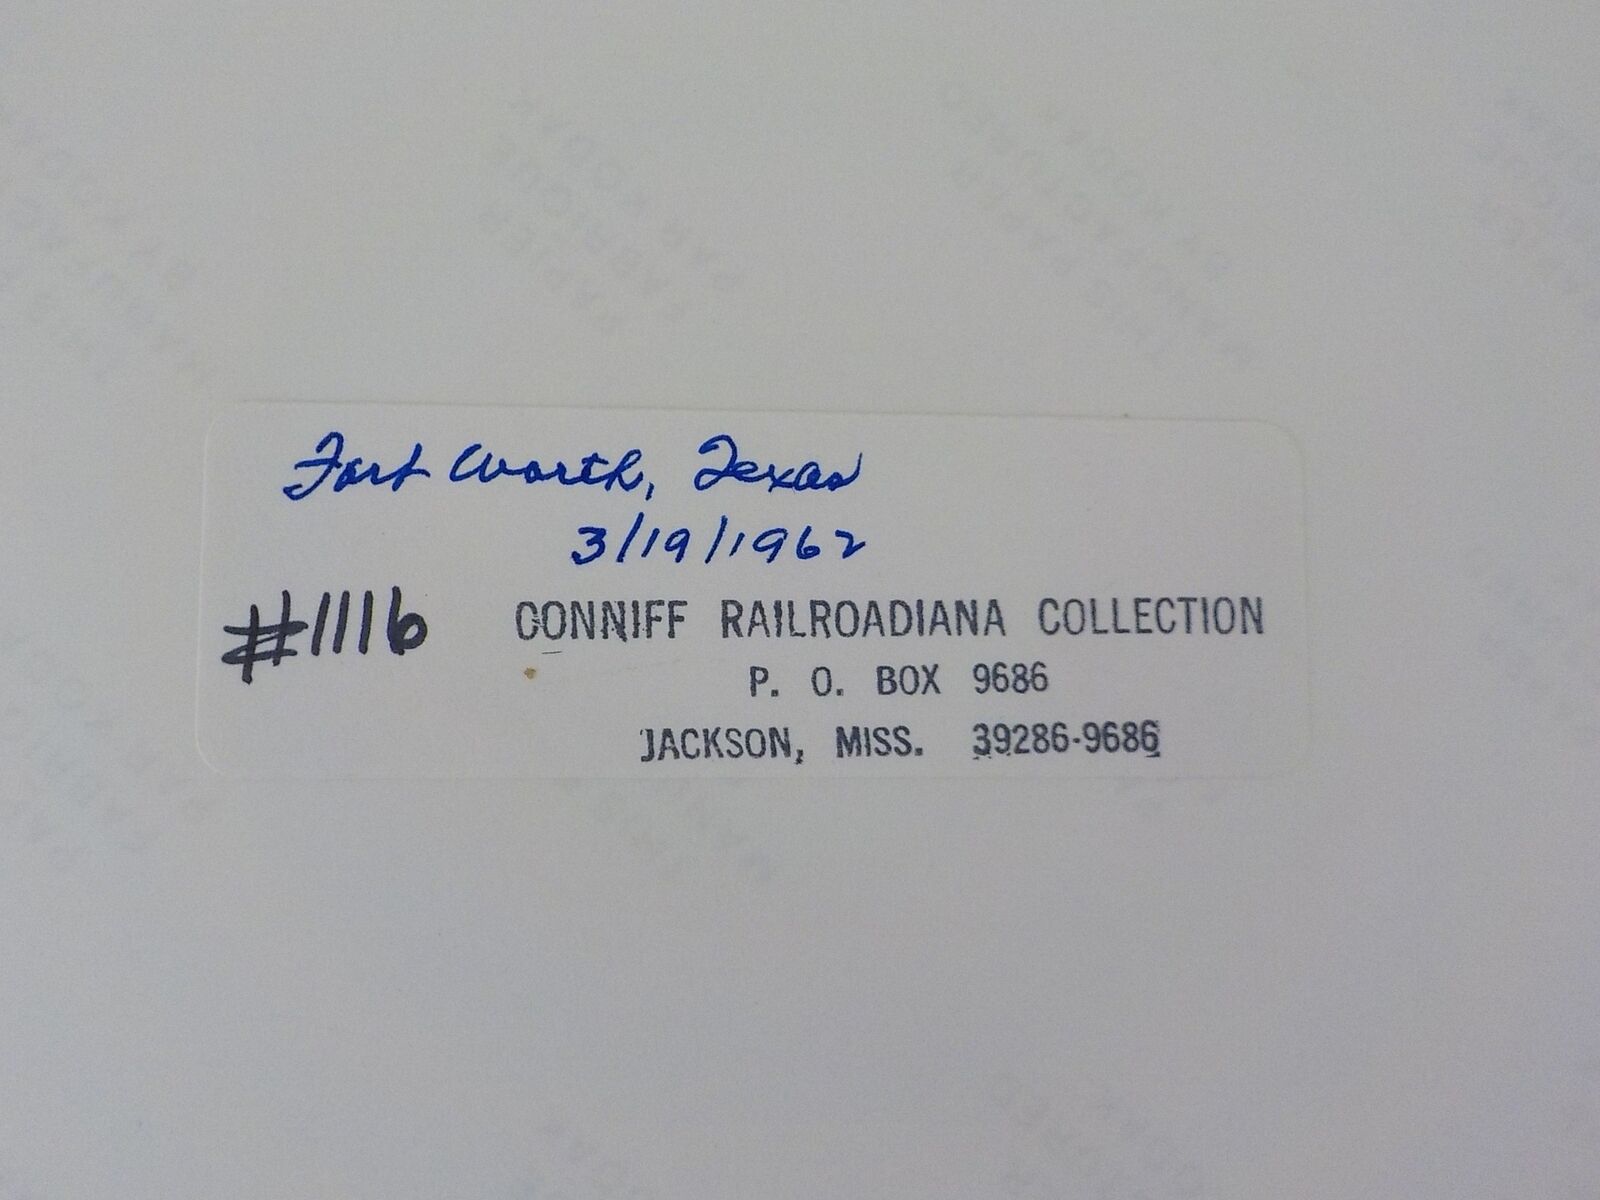 Fort Worth, Texas
3/19/1962
#1116
CONNIFF RAILROADIANA COLLECTION
P. O. BOX 9686
JACKSON, MISS. 39286-9686